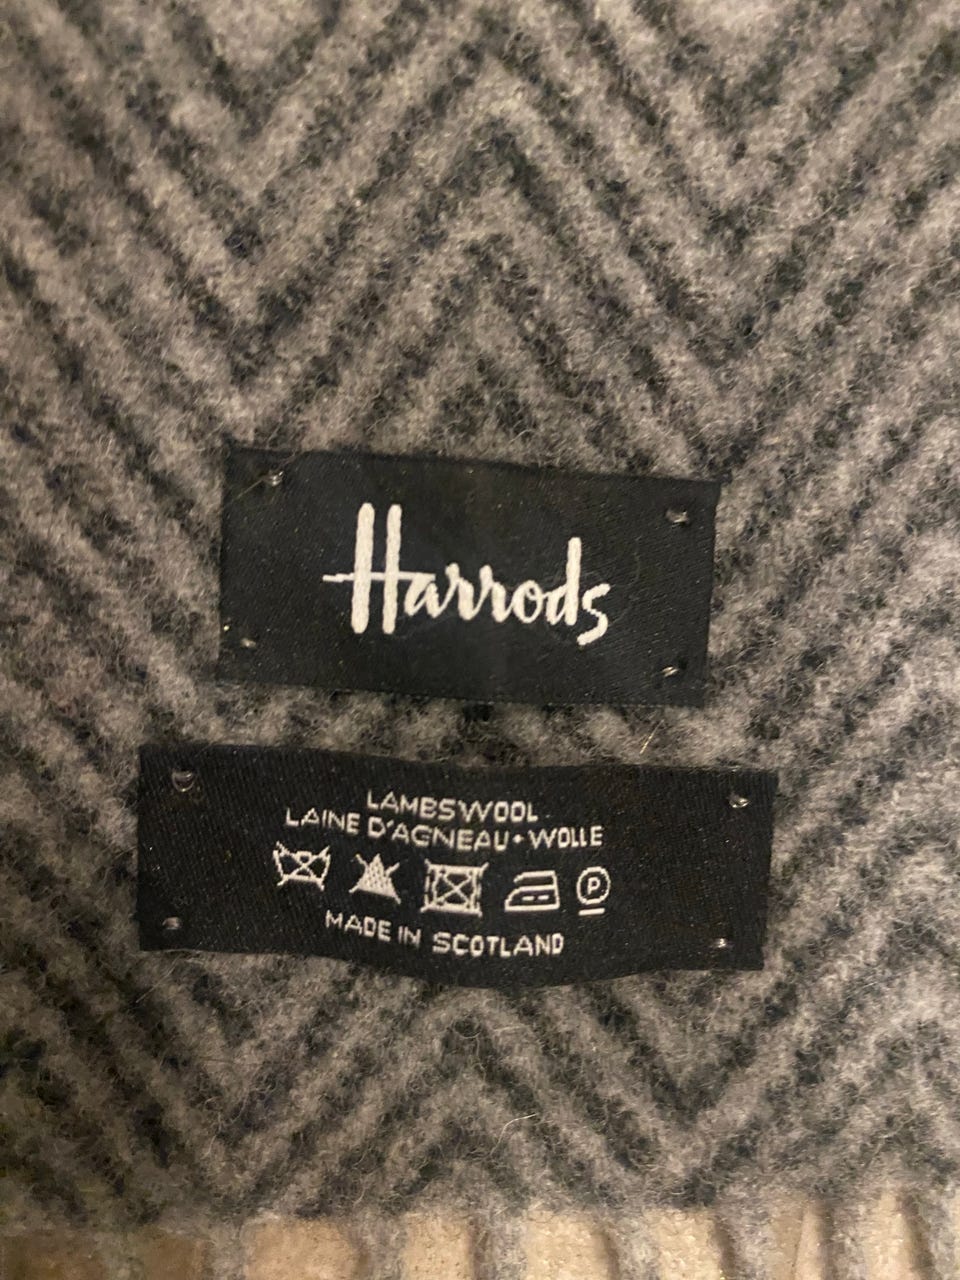 Harrods
LAMBSWOOL
LAINE D'AGNEAU • WOLLE
P
MADE IN SCOTLAND